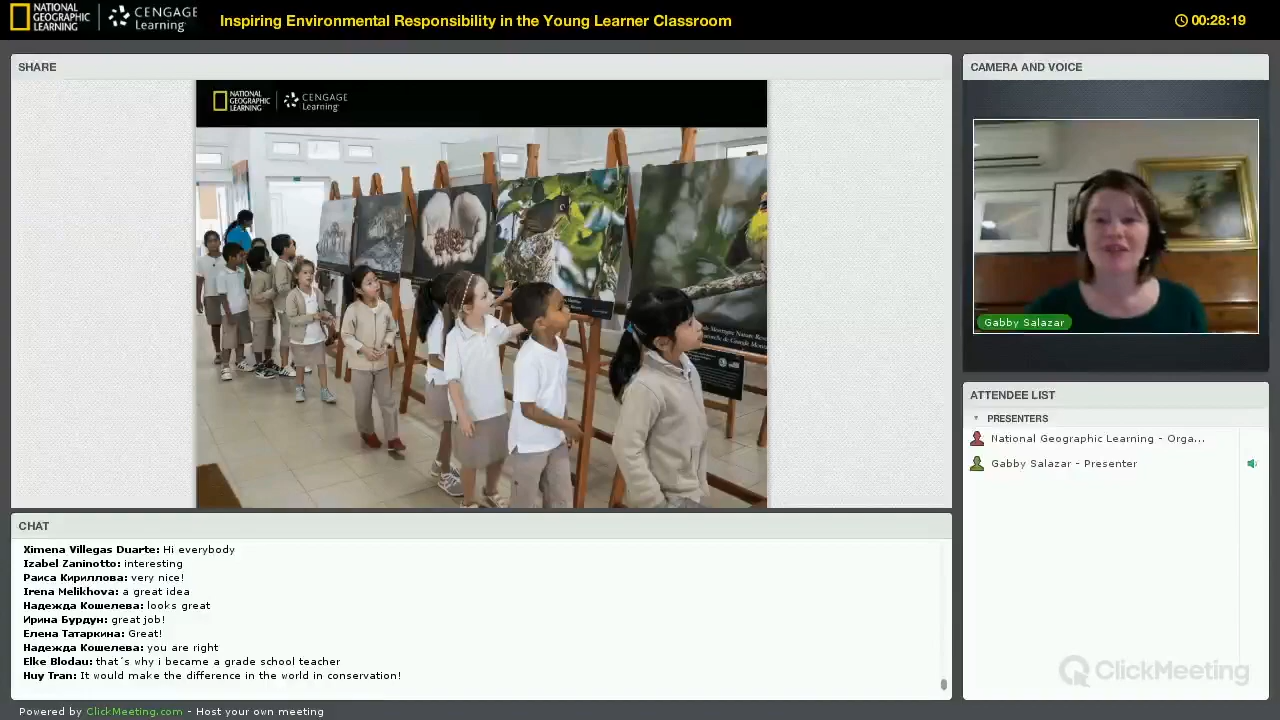 NATIONAL GEOGRAPHIC LEARNING
CENGAGE Learning
Inspiring Environmental Responsibility in the Young Learner Classroom
00:28:19
SHARE
NATIONAL GEOGRAPHIC LEARNING
CENGAGE Learning
CAMERA AND VOICE
Gabby Salazar
ATTENDEE LIST
PRESENTERS
National Geographic Learning - Orga...
Gabby Salazar - Presenter
CHAT
Ximena Villegas Duarte: Hi everybody
Izabel Zaninotto: interesting
Раиса Кириллова: very nice!
Irena Melikhova: a great idea
Надежда Кошелева: looks great
Ирина Бурдун: great job!
Елена Татаркина: Great!
Надежда Кошелева: you are right
Elke Blodau: that´s why i became a grade school teacher
Huy Tran: It would make the difference in the world in conservation!
ClickMeeting
Powered by ClickMeeting.com - Host your own meeting